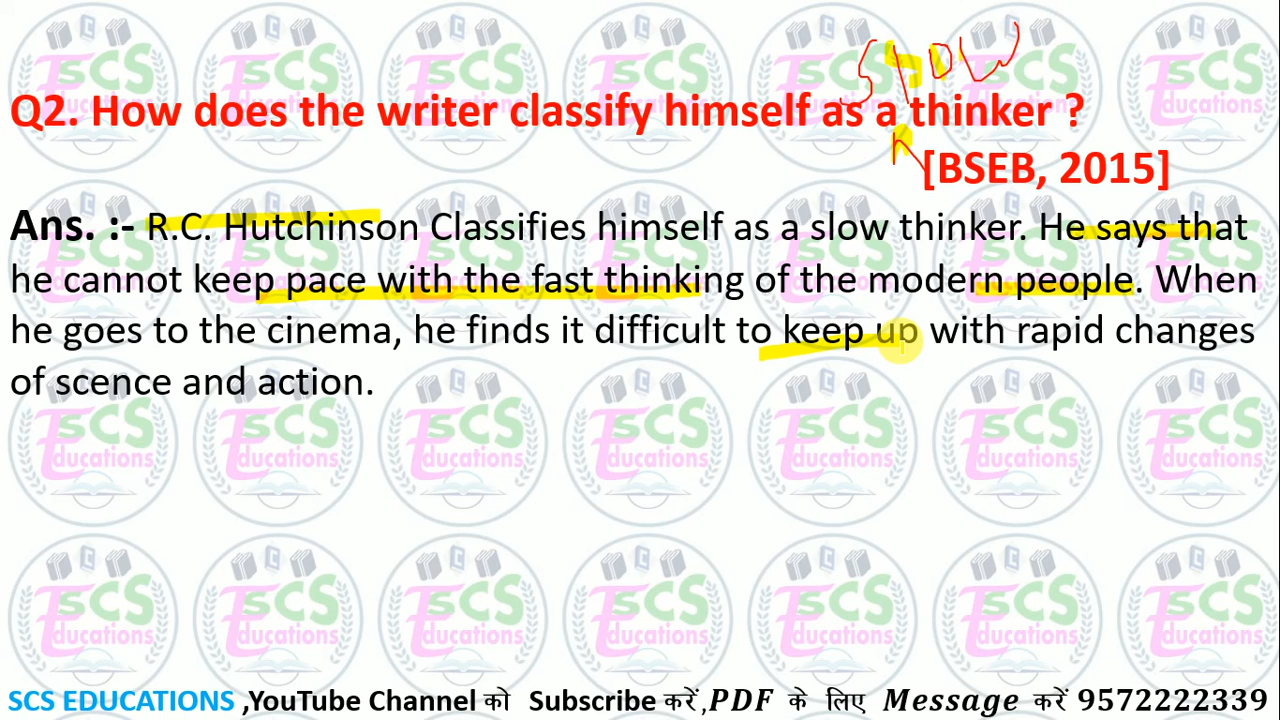 slow
Q2. How does the writer classify himself as a thinker ?
[BSEB, 2015]
Ans. :- R.C. Hutchinson Classifies himself as a slow thinker. He says that
he cannot keep pace with the fast thinking of the modern people. When
he goes to the cinema, he finds it difficult to keep up with rapid changes
of scence and action.
SCS EDUCATIONS ,YouTube Channel को Subscribe करें,PDF के लिए Message करें 9572222339